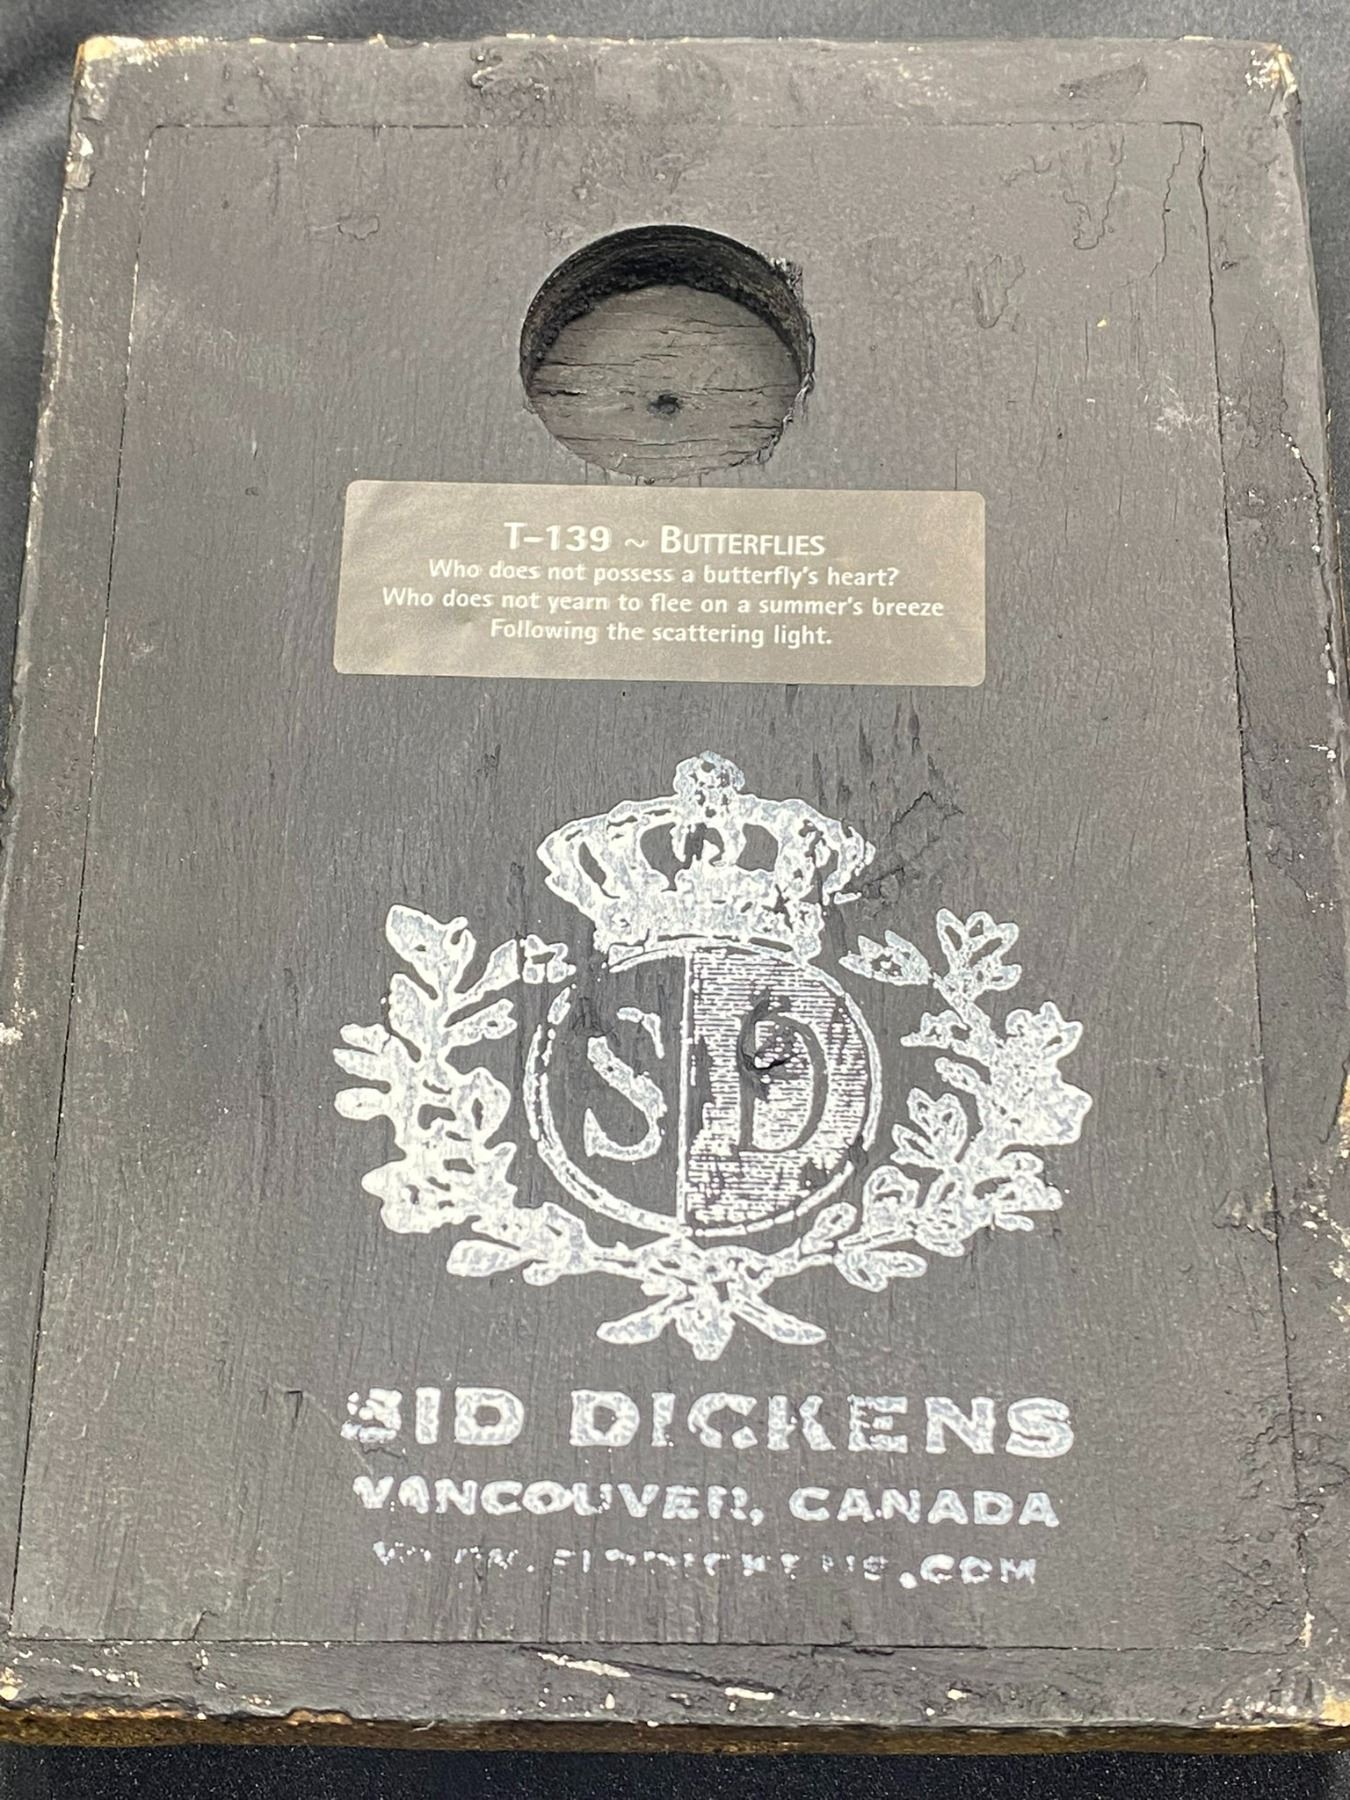 T–139 ~ BUTTERFLIES
Who does not possess a butterfly's heart?
Who does not yearn to flee on a summer's breeze
Following the scattering light.
SD
SID DICKENS
VANCOUVER, CANADA
.COM